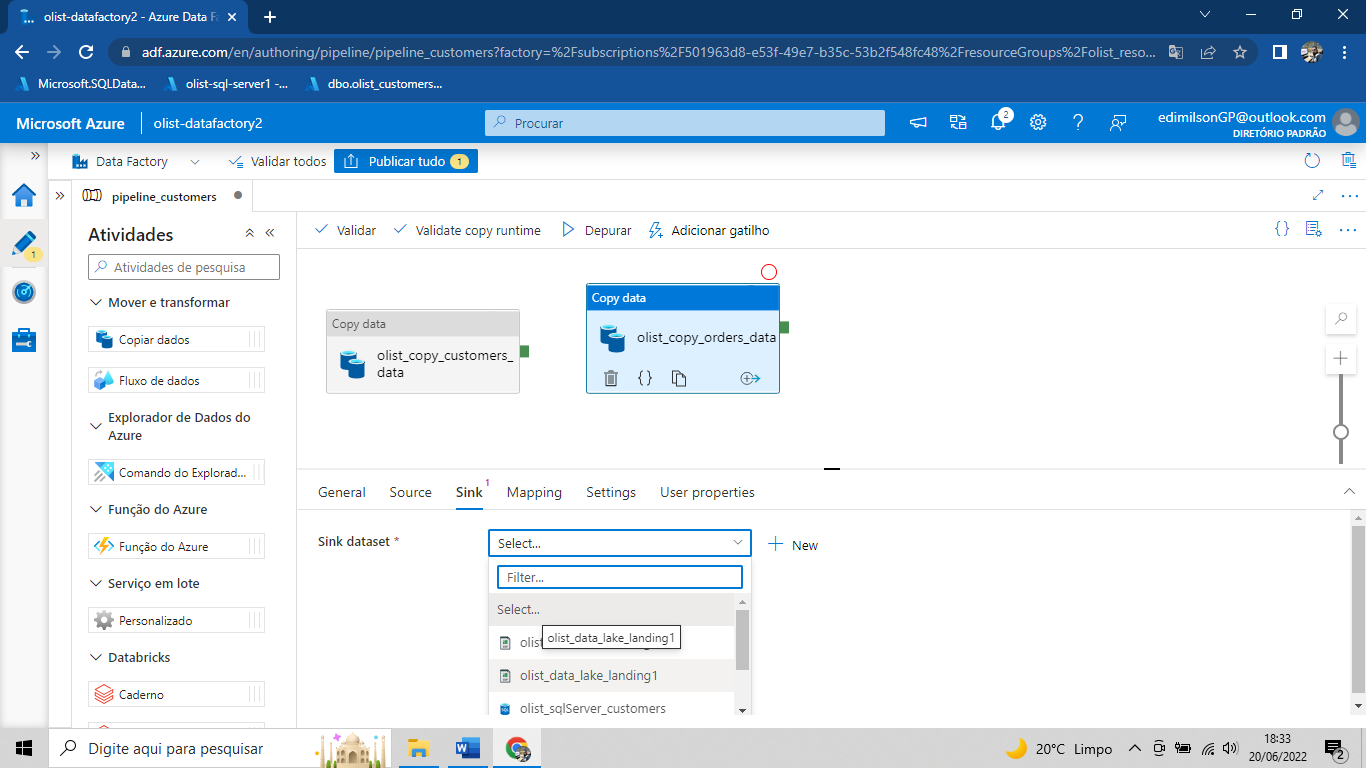 olist-datafactory2 - Azure Data Fa
adf.azure.com/en/authoring/pipeline/pipeline_customers?factory=%2Fsubscriptions%2F501963d8-e53f-49e7-b35c-53b2f548fc48%2FresourceGroups%2Folist_reso...
Microsoft.SQLData...
olist-sql-server1 -...
dbo.olist_customers...
Microsoft Azure
olist-datafactory2
Procurar
2
edimilsonGP@outlook.com
DIRETÓRIO PADRÃO
Data Factory
Validar todos
Publicar tudo
1
pipeline_customers
1
Atividades
Validar
Validate copy runtime
Depurar
Adicionar gatilho
Atividades de pesquisa
Mover e transformar
Copiar dados
Fluxo de dados
Explorador de Dados do
Azure
Comando do Explorad...
Função do Azure
Função do Azure
Serviço em lote
Personalizado
Databricks
Caderno
Copy data
olist_copy_customers_
data
Copy data
olist_copy_orders_data
General
Source
Sink
1
Mapping
Settings
User properties
Sink dataset *
Select...
New
Filter...
Select...
olist_data_lake_landing1
olist_data_lake_landing1
olist_sqlServer_customers
Digite aqui para pesquisar
20°C Limpo
18:33
20/06/2022
2